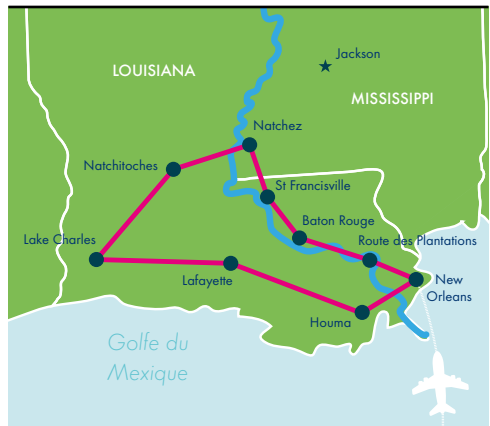 Jackson
LOUISIANA
MISSISSIPPI
Natchez
Natchitoches
St Francisville
Baton Rouge
Lake Charles
Route des Plantations
Lafayette
New
Orleans
Houma
Golfe du
Mexique